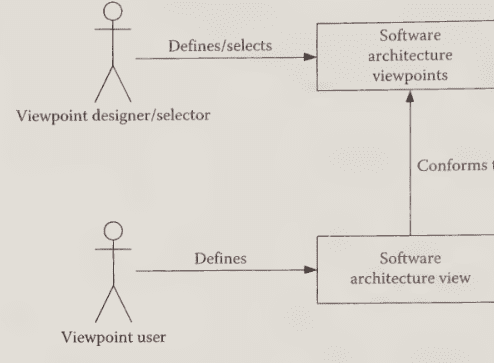 Defines/selects
Software
architecture
viewpoints
Viewpoint designer/selector
Conforms t
Defines
Software
architecture view
Viewpoint user